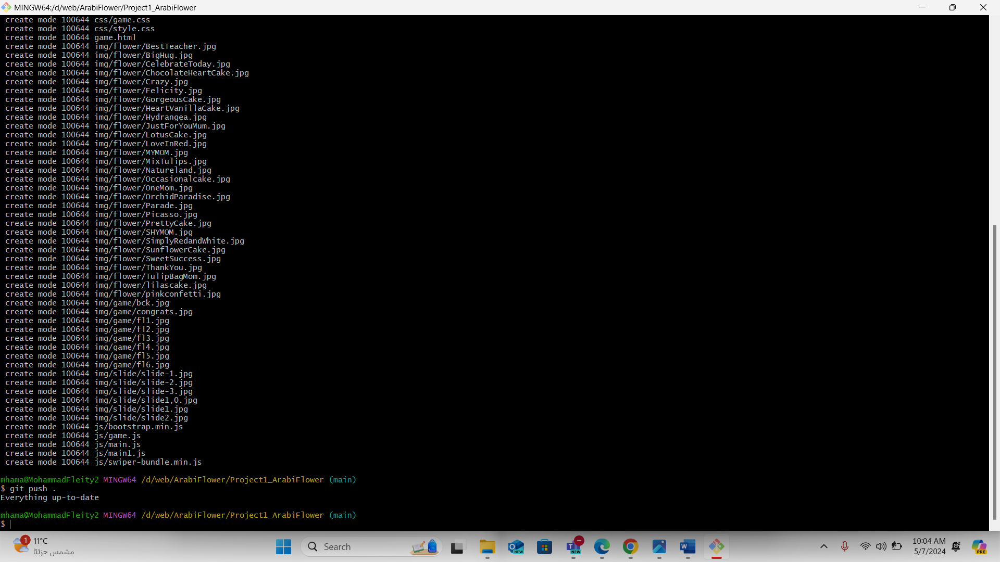 MINGW64:/d/web/ArabiFlower/Project1_ArabiFlower
create mode 100644 css/game.css
create mode 100644 css/style.css
create mode 100644 game.html
create mode 100644 img/flower/BestTeacher.jpg
create mode 100644 img/flower/BigHug.jpg
create mode 100644 img/flower/CelebrateToday.jpg
create mode 100644 img/flower/ChocolateHeartCake.jpg
create mode 100644 img/flower/Crazy.jpg
create mode 100644 img/flower/Felicity.jpg
create mode 100644 img/flower/GorgeousCake.jpg
create mode 100644 img/flower/HeartVanillaCake.jpg
create mode 100644 img/flower/Hydrangea.jpg
create mode 100644 img/flower/JustForYouMum.jpg
create mode 100644 img/flower/LotusCake.jpg
create mode 100644 img/flower/LoveInRed.jpg
create mode 100644 img/flower/MYMOM.jpg
create mode 100644 img/flower/MixTulips.jpg
create mode 100644 img/flower/Natureland.jpg
create mode 100644 img/flower/Occasionalcake.jpg
create mode 100644 img/flower/OneMom.jpg
create mode 100644 img/flower/OrchidParadise.jpg
create mode 100644 img/flower/Parade.jpg
create mode 100644 img/flower/Picasso.jpg
create mode 100644 img/flower/PrettyCake.jpg
create mode 100644 img/flower/SHYMOM.jpg
create mode 100644 img/flower/SimplyRedandWhite.jpg
create mode 100644 img/flower/SunflowerCake.jpg
create mode 100644 img/flower/SweetSuccess.jpg
create mode 100644 img/flower/ThankYou.jpg
create mode 100644 img/flower/TulipBagMom.jpg
create mode 100644 img/flower/lilascake.jpg
create mode 100644 img/flower/pinkconfetti.jpg
create mode 100644 img/game/bck.jpg
create mode 100644 img/game/congrats.jpg
create mode 100644 img/game/fl1.jpg
create mode 100644 img/game/fl2.jpg
create mode 100644 img/game/fl3.jpg
create mode 100644 img/game/fl4.jpg
create mode 100644 img/game/fl5.jpg
create mode 100644 img/game/fl6.jpg
create mode 100644 img/slide/slide-1.jpg
create mode 100644 img/slide/slide-2.jpg
create mode 100644 img/slide/slide-3.jpg
create mode 100644 img/slide/slide1,0.jpg
create mode 100644 img/slide/slide1.jpg
create mode 100644 img/slide/slide2.jpg
create mode 100644 js/bootstrap.min.js
create mode 100644 js/game.js
create mode 100644 js/main.js
create mode 100644 js/main1.js
create mode 100644 js/swiper-bundle.min.js
mhama@MohammadFleity2 MINGW64 /d/web/ArabiFlower/Project1_ArabiFlower (main)
$ git push .
Everything up-to-date
mhama@MohammadFleity2 MINGW64 /d/web/ArabiFlower/Project1_ArabiFlower (main)
$
1 11°C
مشمس جزئيًا
Search
NEW
NEW
10:04 AM
5/7/2024
PRE